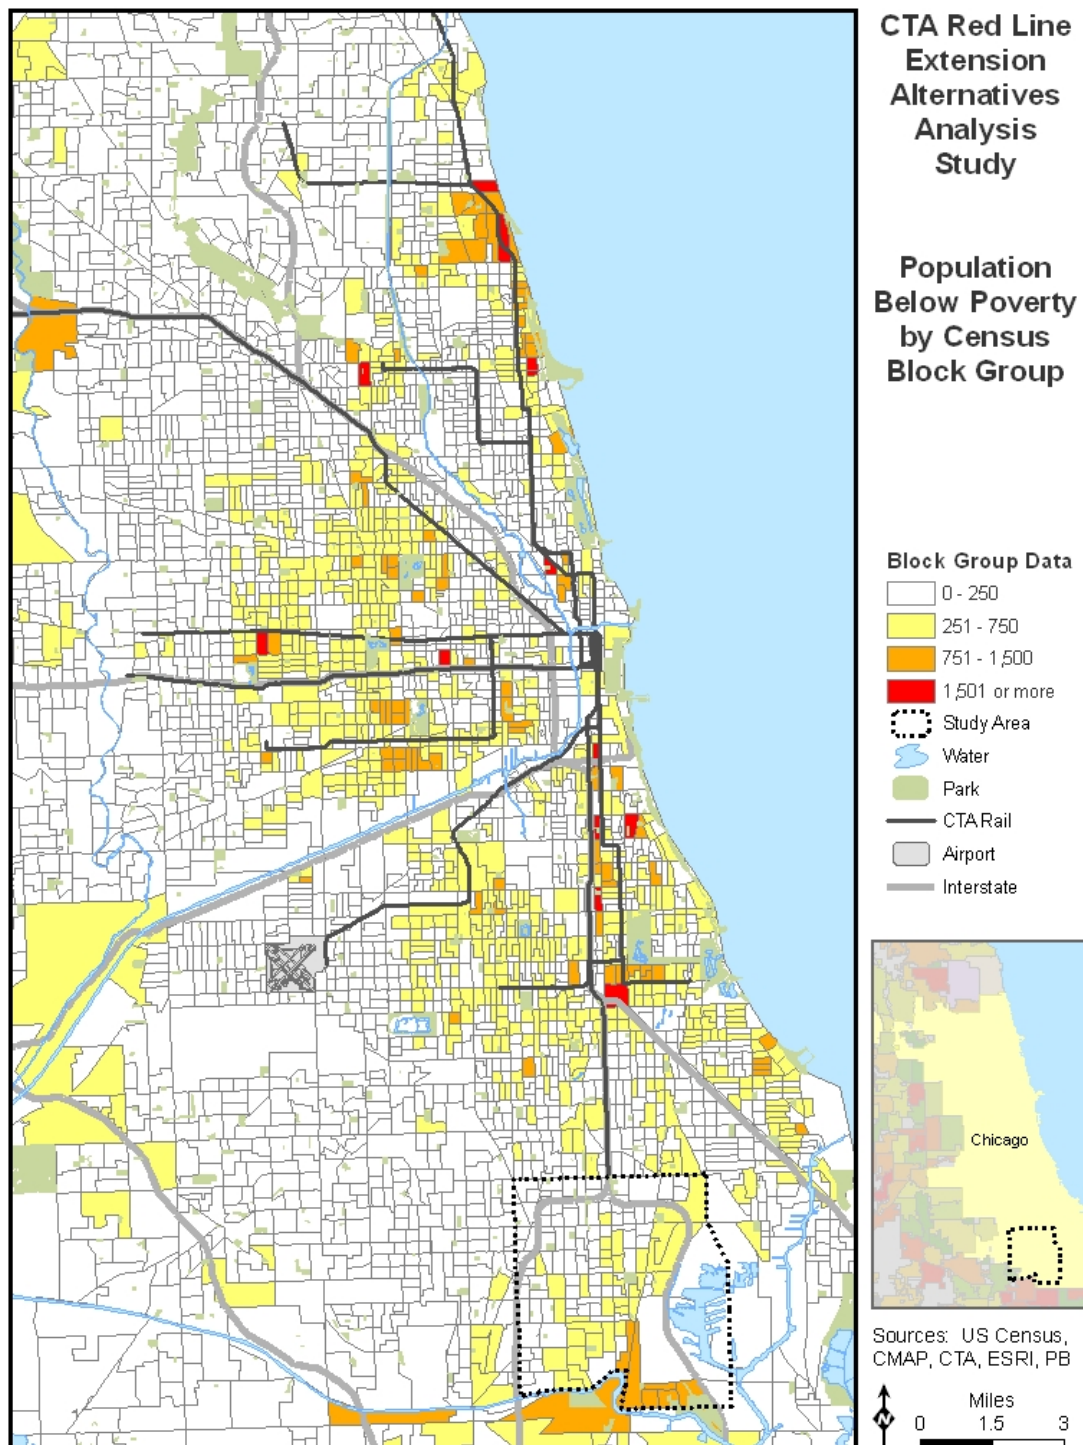 CTA Red Line
Extension
Alternatives
Analysis
Study
Population
Below Poverty
by Census
Block Group
Block Group Data
0 - 250
251 - 750
751 - 1,500
1,501 or more
Study Area
Water
Park
CTA Rail
Airport
Interstate
Chicago
Sources: US Census,
CMAP, CTA, ESRI, PB
Miles
N
0 1.5 3